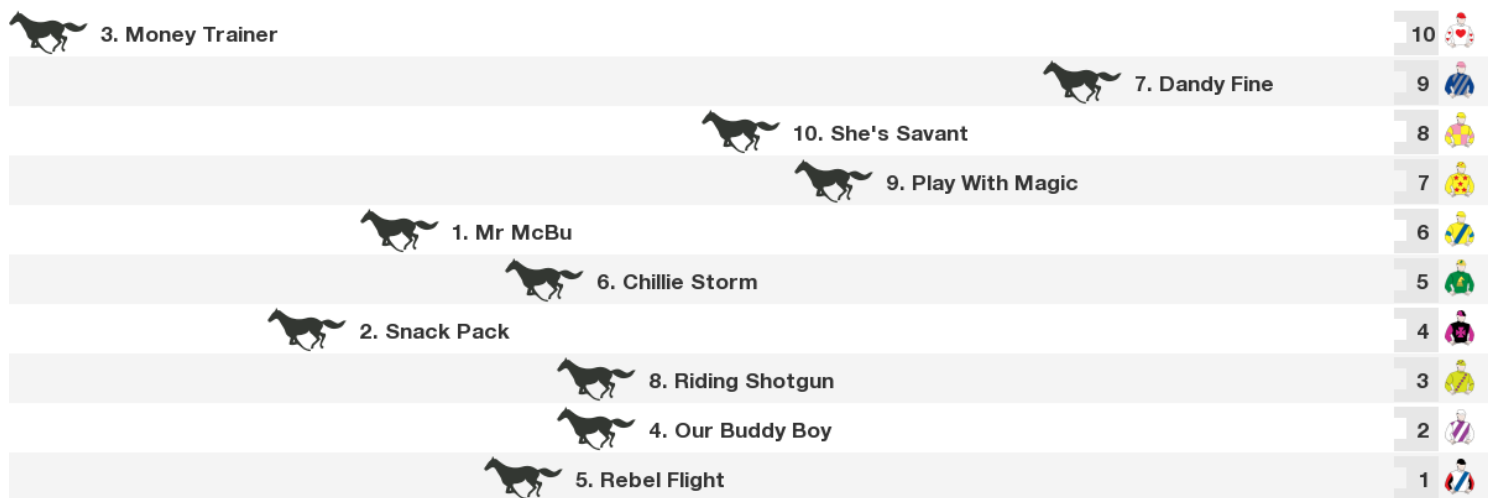 3. Money Trainer 10
7. Dandy Fine 9
10. She's Savant 8
9. Play With Magic 7
1. Mr McBu 6
6. Chillie Storm 5
2. Snack Pack 4
8. Riding Shotgun 3
4. Our Buddy Boy 2
5. Rebel Flight 1